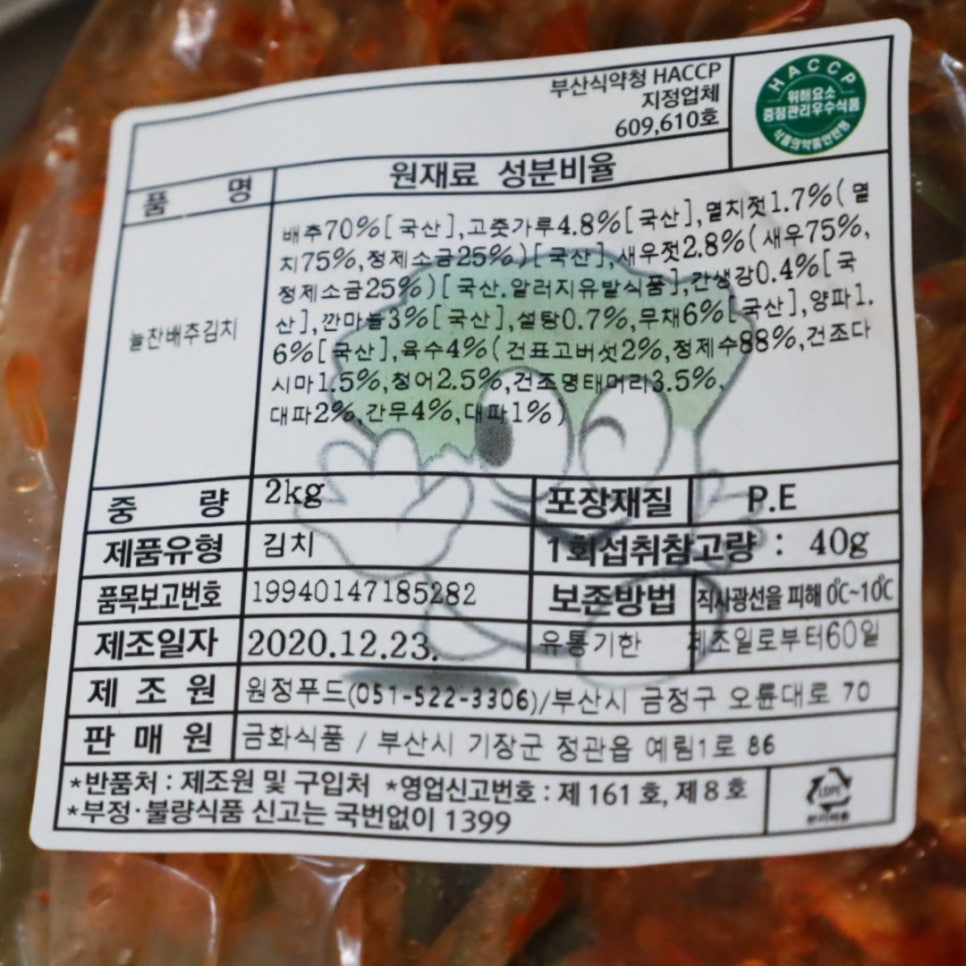 부산식약청 HACCP
지정업체
609,610호
HACCP
위해요소
중점관리우수식품
식품의약품안전청
품 명
원재료 성분비율
늘찬배추김치
배추70%[국산],고춧가루4.8%[국산],멸치젓1.7%(멸
치75%,정제소금25%)[국산],새우젓2.8%(새우75%,
정제소금25%)[국산.알러지유발식품],간생강0.4%[국
산],깐마늘3%[국산],설탕0.7%,무채6%[국산],양파1.
6%[국산],육수4%(건표고버섯2%,정제수88%,건조다
시마1.5%,청어2.5%,건조명태머리3.5%,
대파2%,간무4%,대파1%)
중 량 2kg 포장재질 P.E
제품유형 김치 1회섭취참고량 : 40g
품목보고번호 19940147185282 보존방법 직사광선을 피해 0℃~10℃
제조일자 2020.12.23. 유통기한 제조일로부터60일
제 조 원 원정푸드(051-522-3306)/부산시 금정구 오륜대로 70
판 매 원 금화식품 / 부산시 기장군 정관읍 예림1로 86
*반품처 : 제조원 및 구입처 *영업신고번호 : 제 161 호, 제 8 호
*부정·불량식품 신고는 국번없이 1399
LDPE